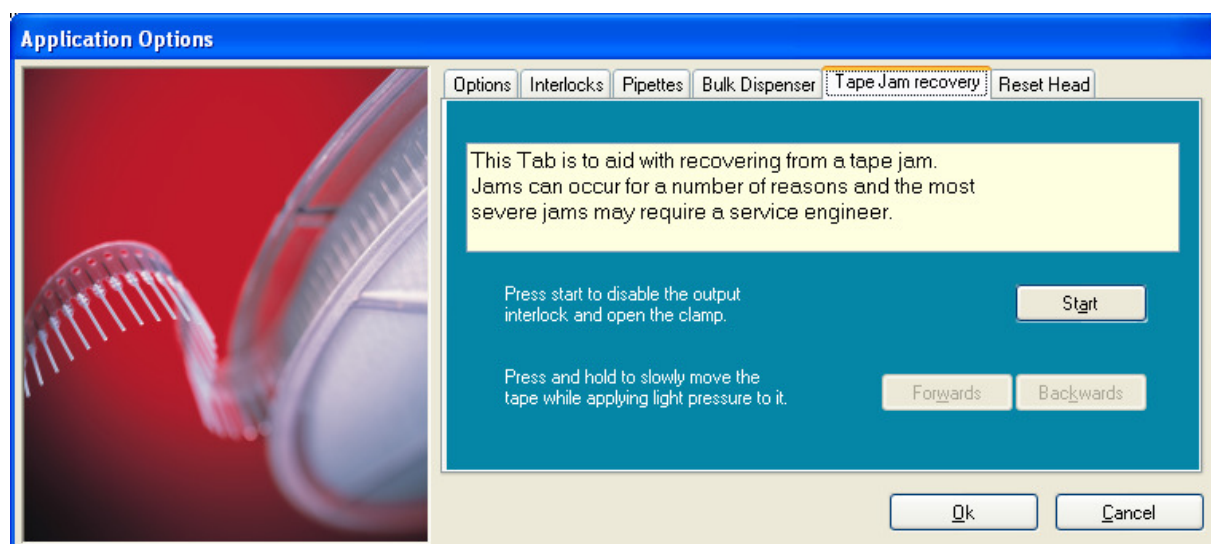 Application Options
Options Interlocks Pipettes Bulk Dispenser Tape Jam recovery Reset Head
This Tab is to aid with recovering from a tape jam.
Jams can occur for a number of reasons and the most
severe jams may require a service engineer.
Press start to disable the output
interlock and open the clamp.
Start
Press and hold to slowly move the
tape while applying light pressure to it.
Forwards Backwards
Ok Cancel